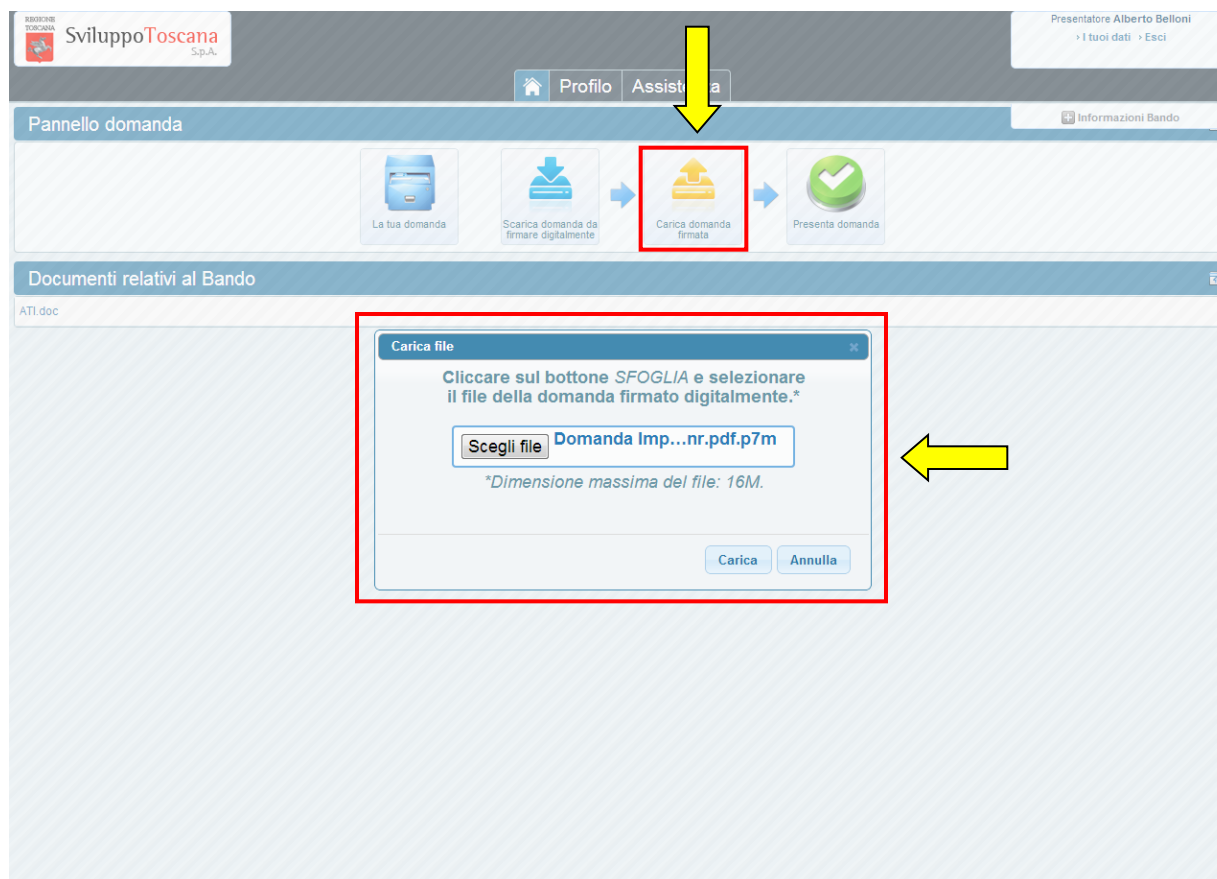 REGIONE
TOSCANA
SviluppoToscana
S.p.A.
Presentatore Alberto Belloni
› I tuoi dati › Esci
Profilo
Pannello domanda
Informazioni Bando
La tua domanda
Scarica domanda da
firmare digitalmente
Carica domanda
firmata
Presenta domanda
Documenti relativi al Bando
ATI.doc
Carica file
Cliccare sul bottone SFOGLIA e selezionare
il file della domanda firmato digitalmente.*
Scegli file Domanda Imp...nr.pdf.p7m
*Dimensione massima del file: 16M.
Carica Annulla